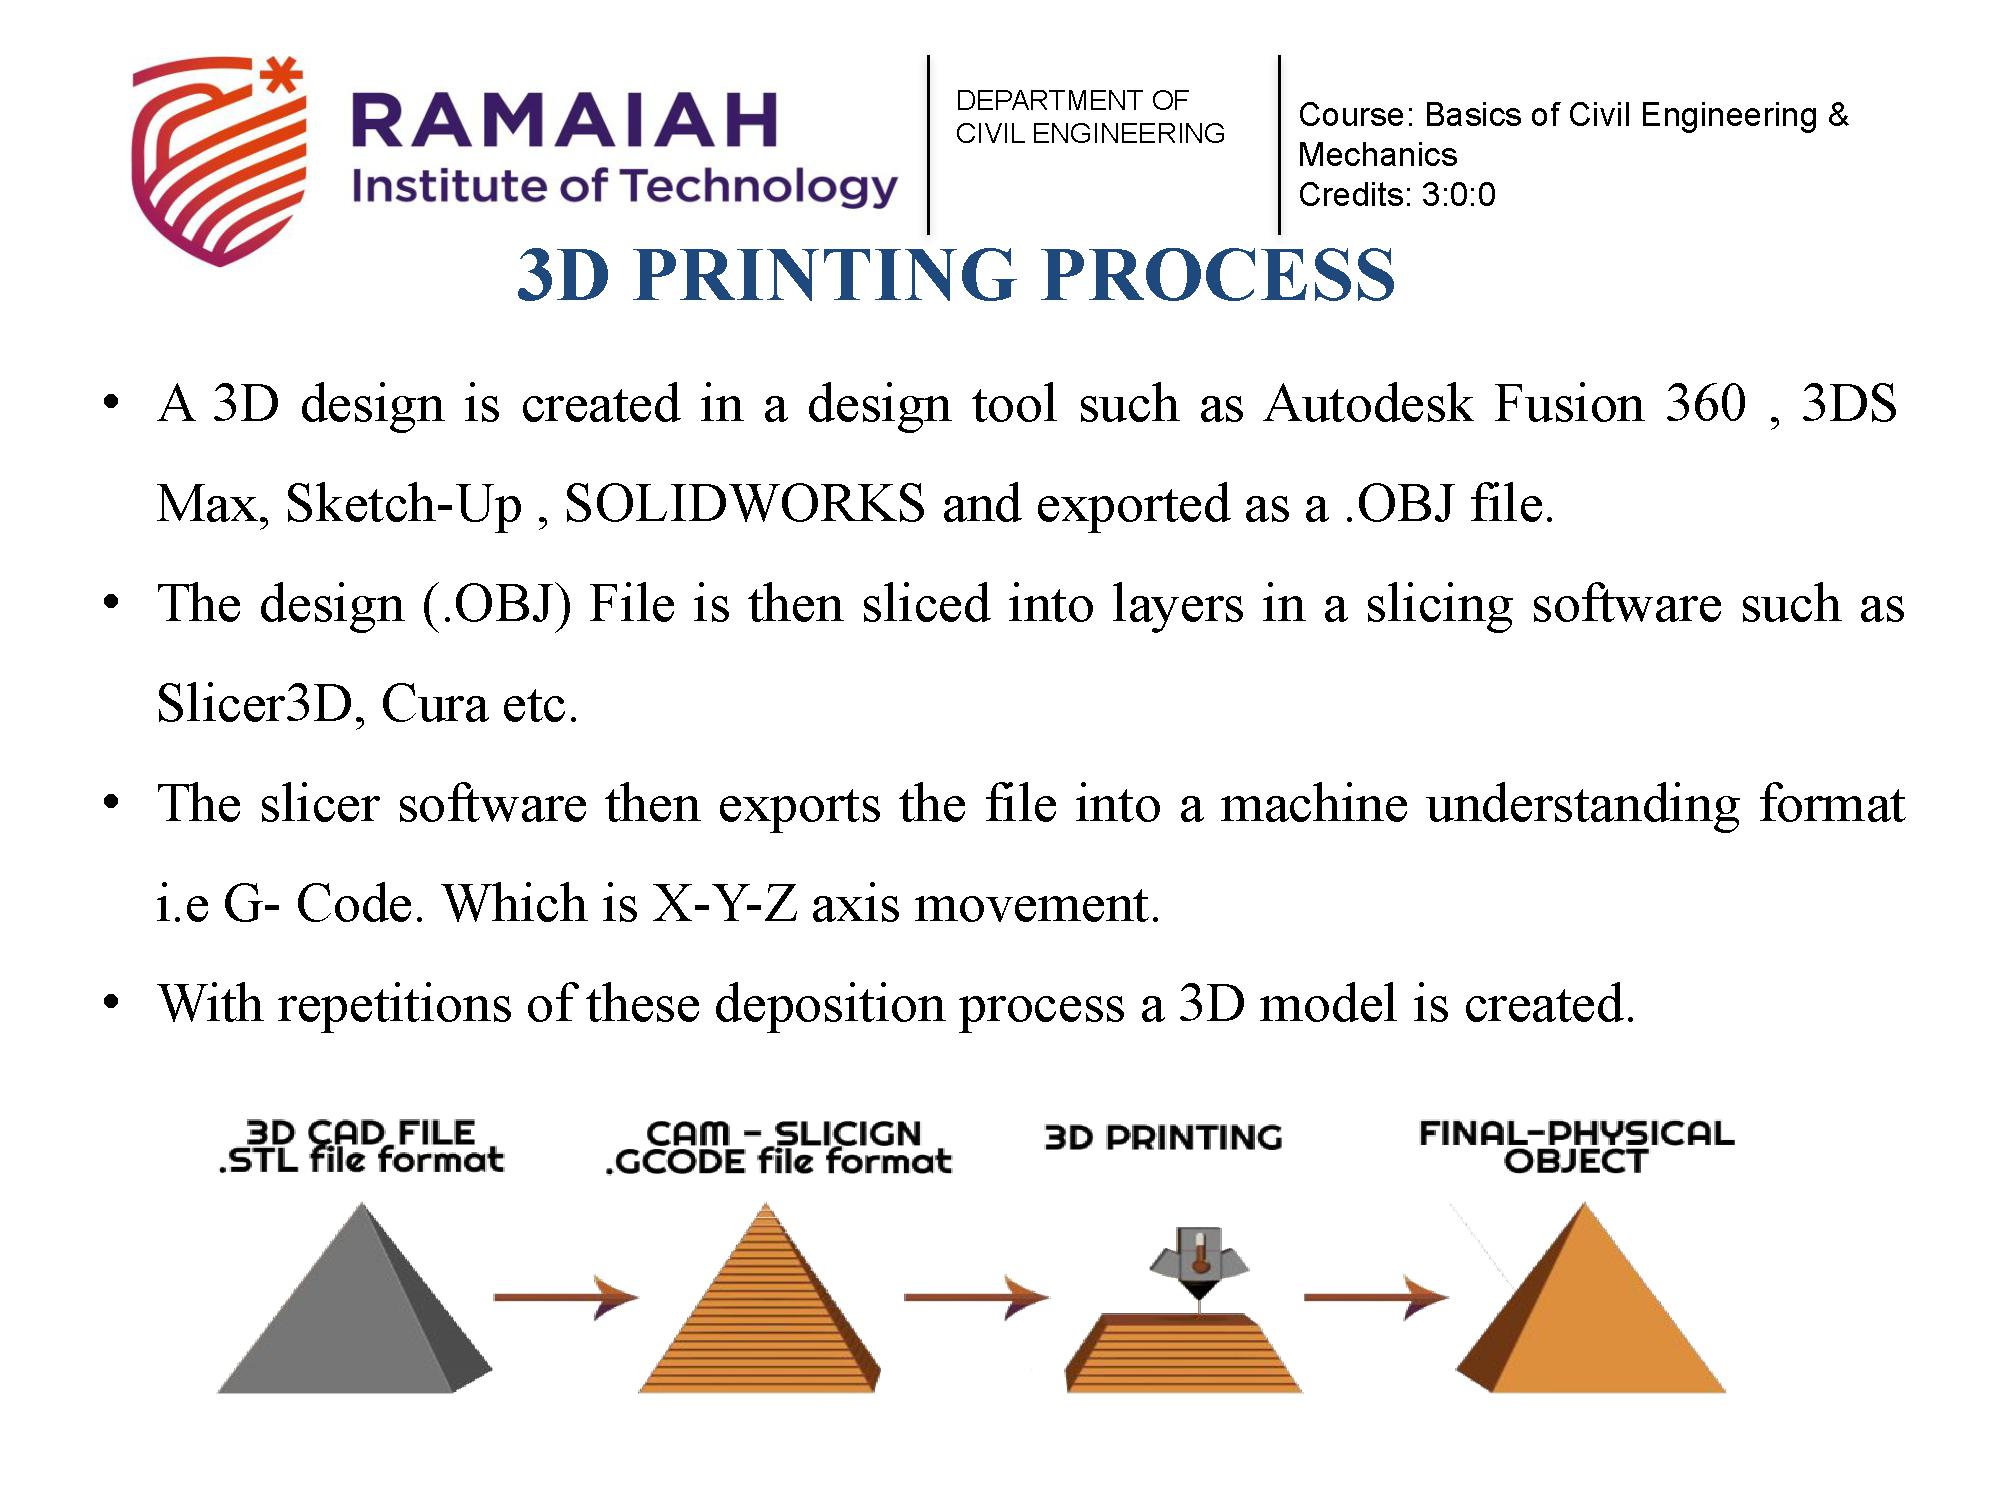 RAMAIAH
Institute of Technology
DEPARTMENT OF
CIVIL ENGINEERING
Course: Basics of Civil Engineering &
Mechanics
Credits: 3:0:0
3D PRINTING PROCESS
• A 3D design is created in a design tool such as Autodesk Fusion 360 , 3DS
Max, Sketch-Up , SOLIDWORKS and exported as a .OBJ file.
• The design (.OBJ) File is then sliced into layers in a slicing software such as
Slicer3D, Cura etc.
• The slicer software then exports the file into a machine understanding format
i.e G- Code. Which is X-Y-Z axis movement.
• With repetitions of these deposition process a 3D model is created.
3D CAD FILE
.STL file format
CAM - SLICIGN
.GCODE file format
3D PRINTING
FINAL-PHYSICAL
OBJECT